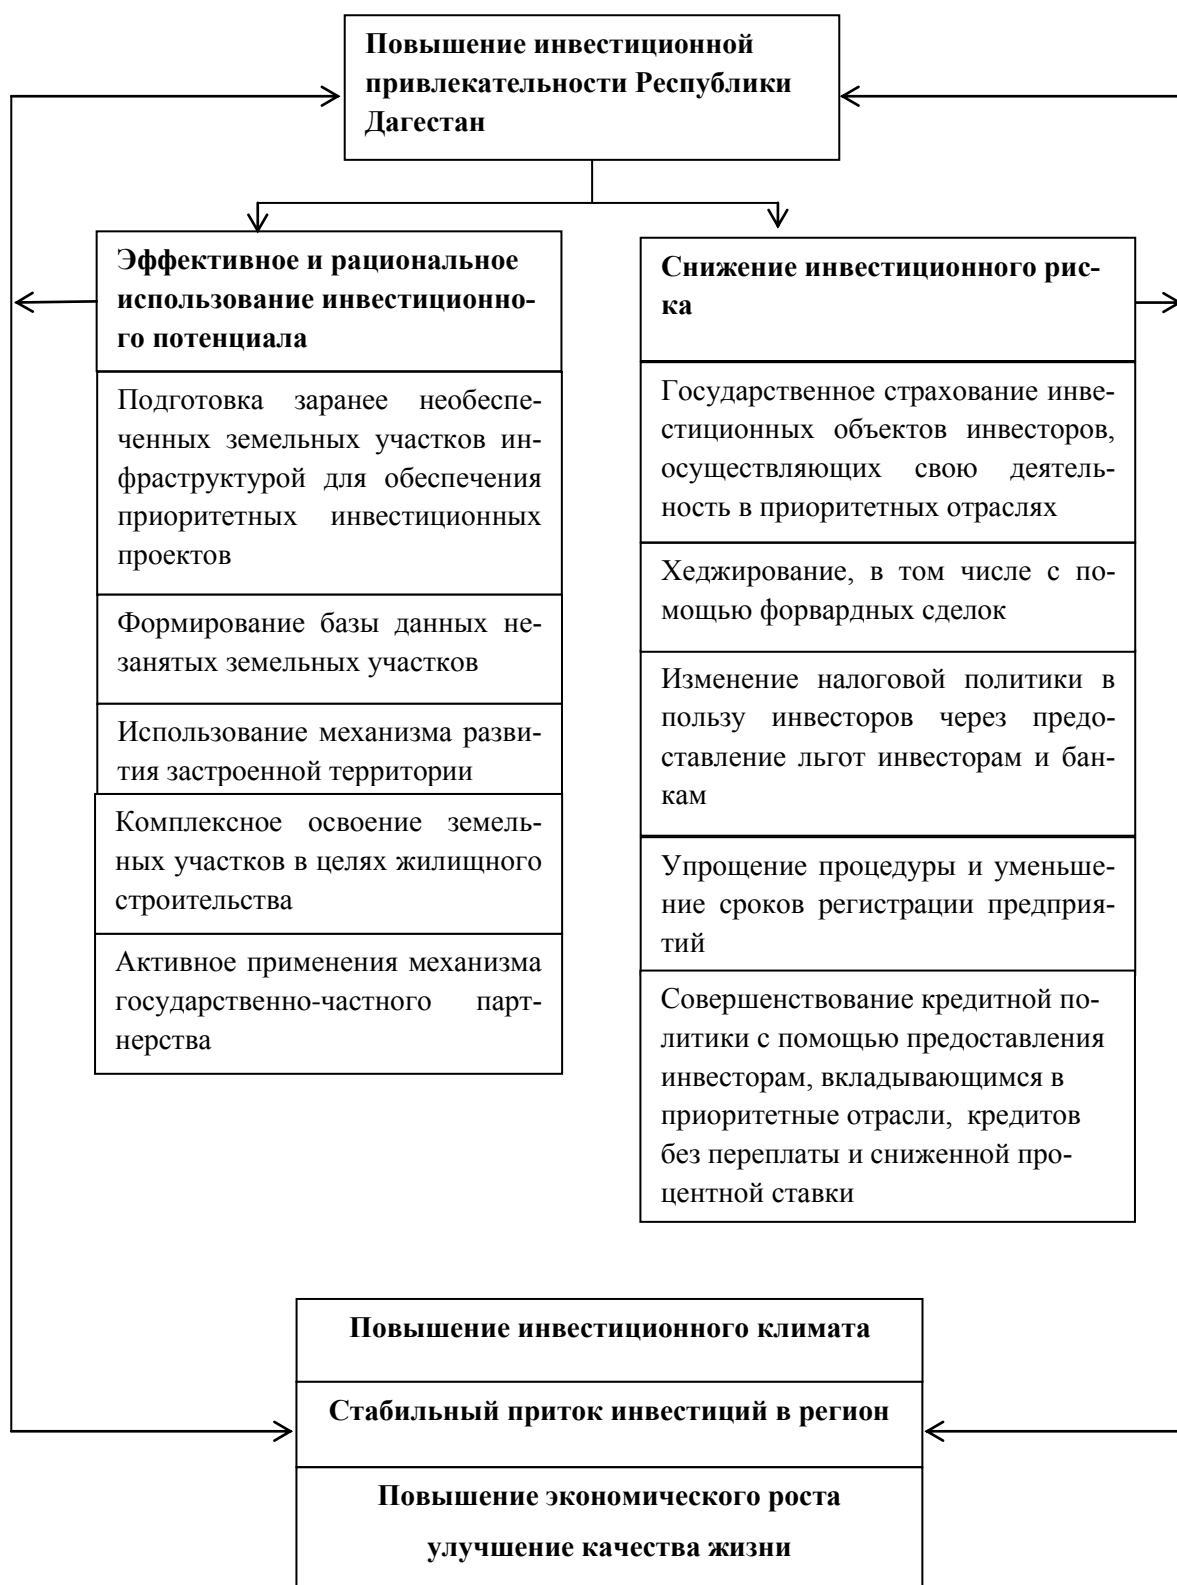 Повышение инвестиционной
привлекательности Республики
Дагестан
Эффективное и рациональное
использование инвестиционно-
го потенциала
Подготовка заранее необеспе-
ченных земельных участков ин-
фраструктурой для обеспечения
приоритетных инвестиционных
проектов
Формирование базы данных не-
занятых земельных участков
Использование механизма разви-
тия застроенной территории
Комплексное освоение земель-
ных участков в целях жилищного
строительства
Активное применения механизма
государственно-частного парт-
нерства
Снижение инвестиционного рис-
ка
Государственное страхование инве-
стиционных объектов инвесторов,
осуществляющих свою деятель-
ность в приоритетных отраслях
Хеджирование, в том числе с по-
мощью форвардных сделок
Изменение налоговой политики в
пользу инвесторов через предо-
ставление льгот инвесторам и бан-
кам
Упрощение процедуры и уменьше-
ние сроков регистрации предприя-
тий
Совершенствование кредитной по-
литики с помощью предоставления
инвесторам, вкладывающимся в
приоритетные отрасли, кредитов
без переплаты и сниженной про-
центной ставки
Повышение инвестиционного климата
Стабильный приток инвестиций в регион
Повышение экономического роста
улучшение качества жизни